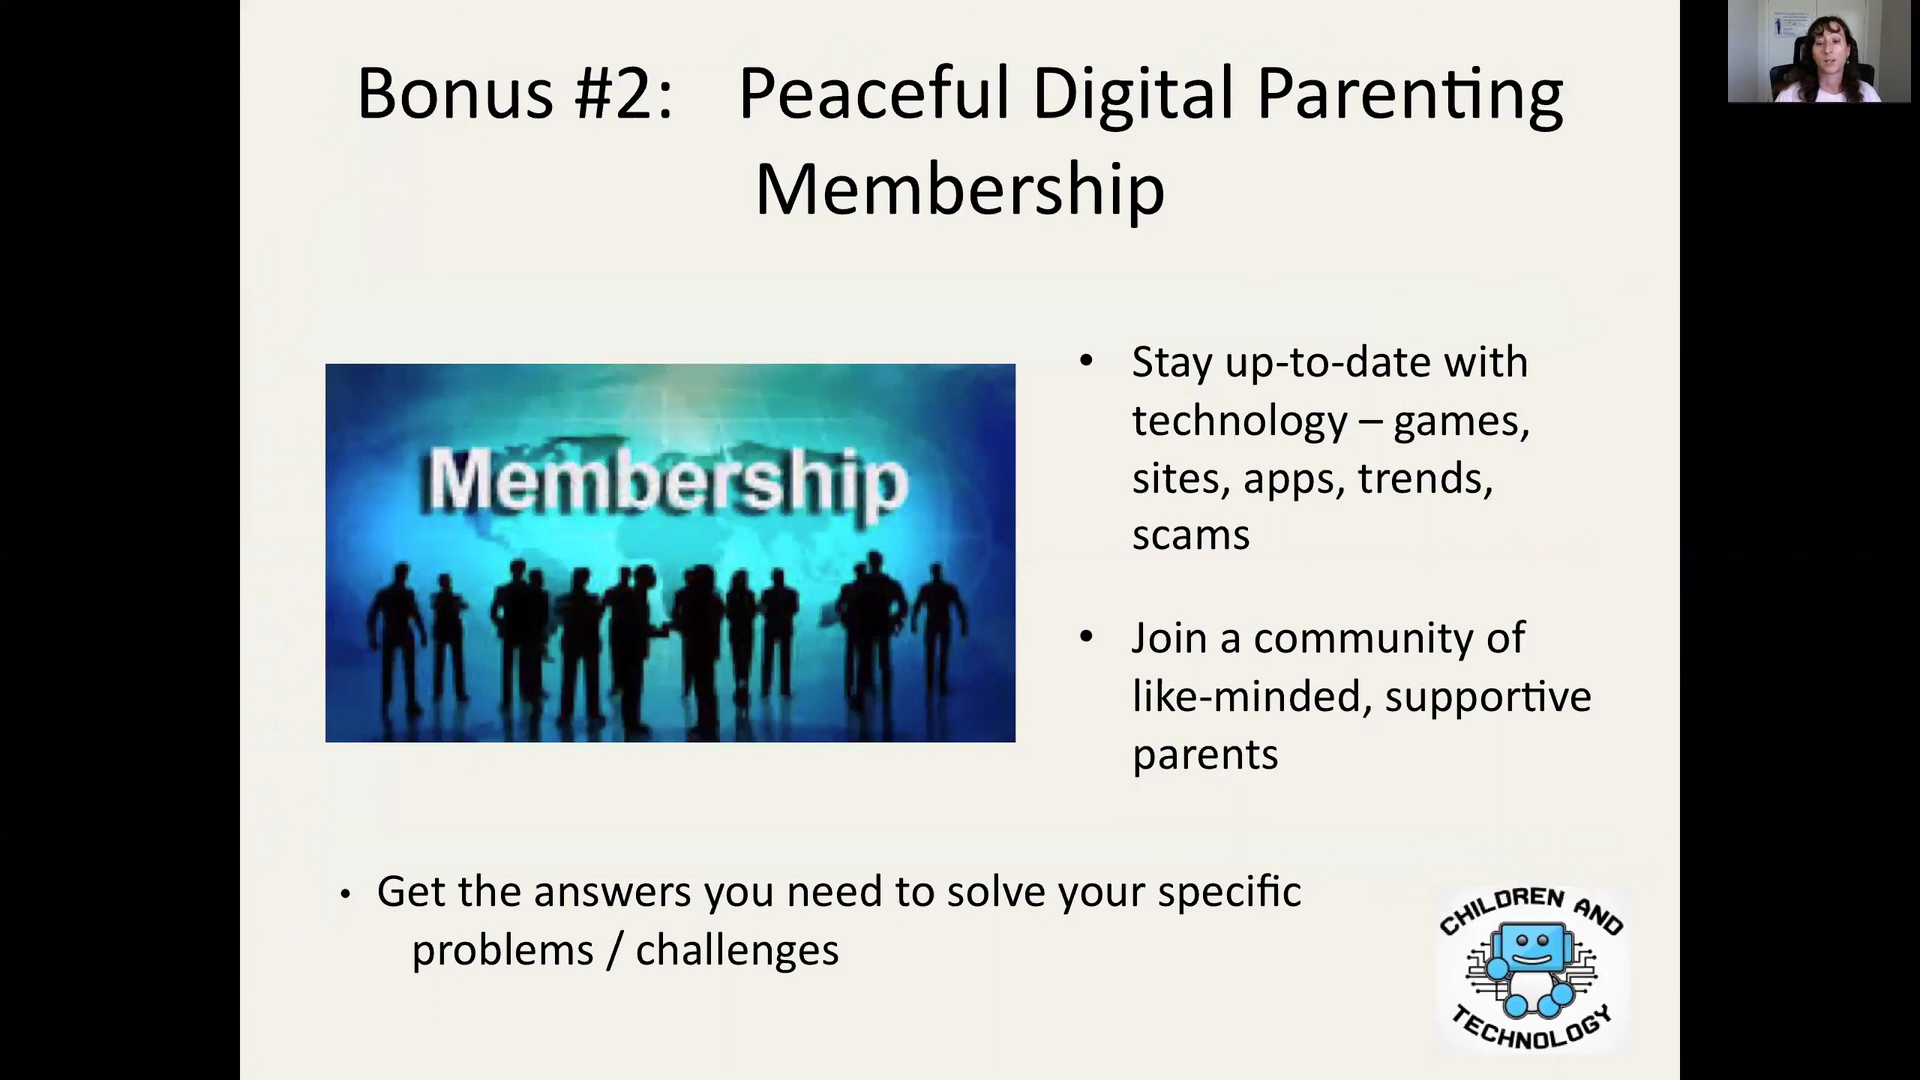 Bonus #2: Peaceful Digital Parenting
Membership
Membership
• Stay up-to-date with
technology – games,
sites, apps, trends,
scams
• Join a community of
like-minded, supportive
parents
• Get the answers you need to solve your specific
problems / challenges
CHILDREN AND
TECHNOLOGY